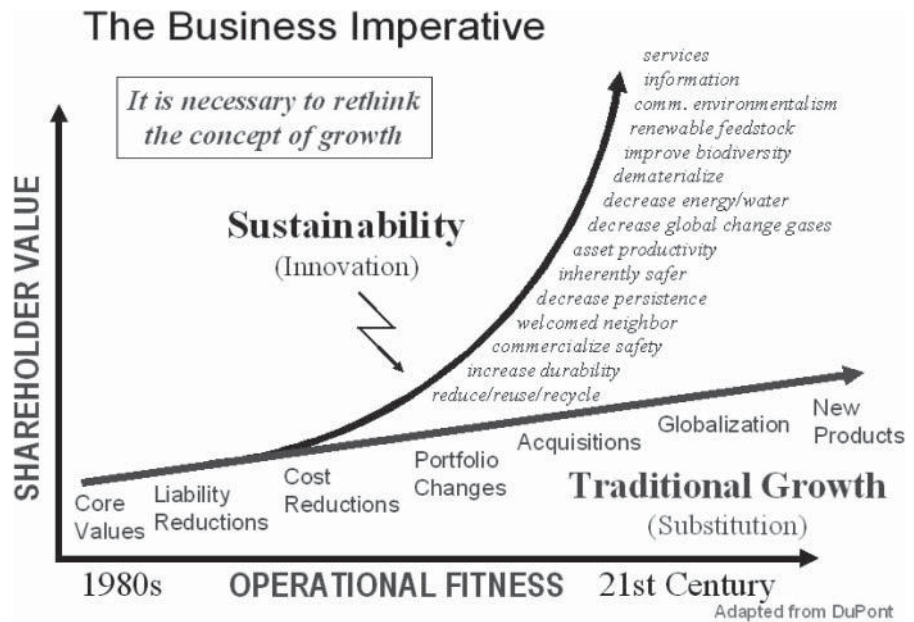 The Business Imperative
It is necessary to rethink
the concept of growth
services
information
comm. environmentalism
renewable feedstock
improve biodiversity
dematerialize
decrease energy/water
decrease global change gases
asset productivity
inherently safer
decrease persistence
welcomed neighbor
commercialize safety
increase durability
reduce/reuse/recycle
Sustainability
(Innovation)
SHAREHOLDER VALUE
Core
Values
Liability
Reductions
Cost
Reductions
Portfolio
Changes
Acquisitions
Globalization
New
Products
Traditional Growth
(Substitution)
1980s
OPERATIONAL FITNESS
21st Century
Adapted from DuPont